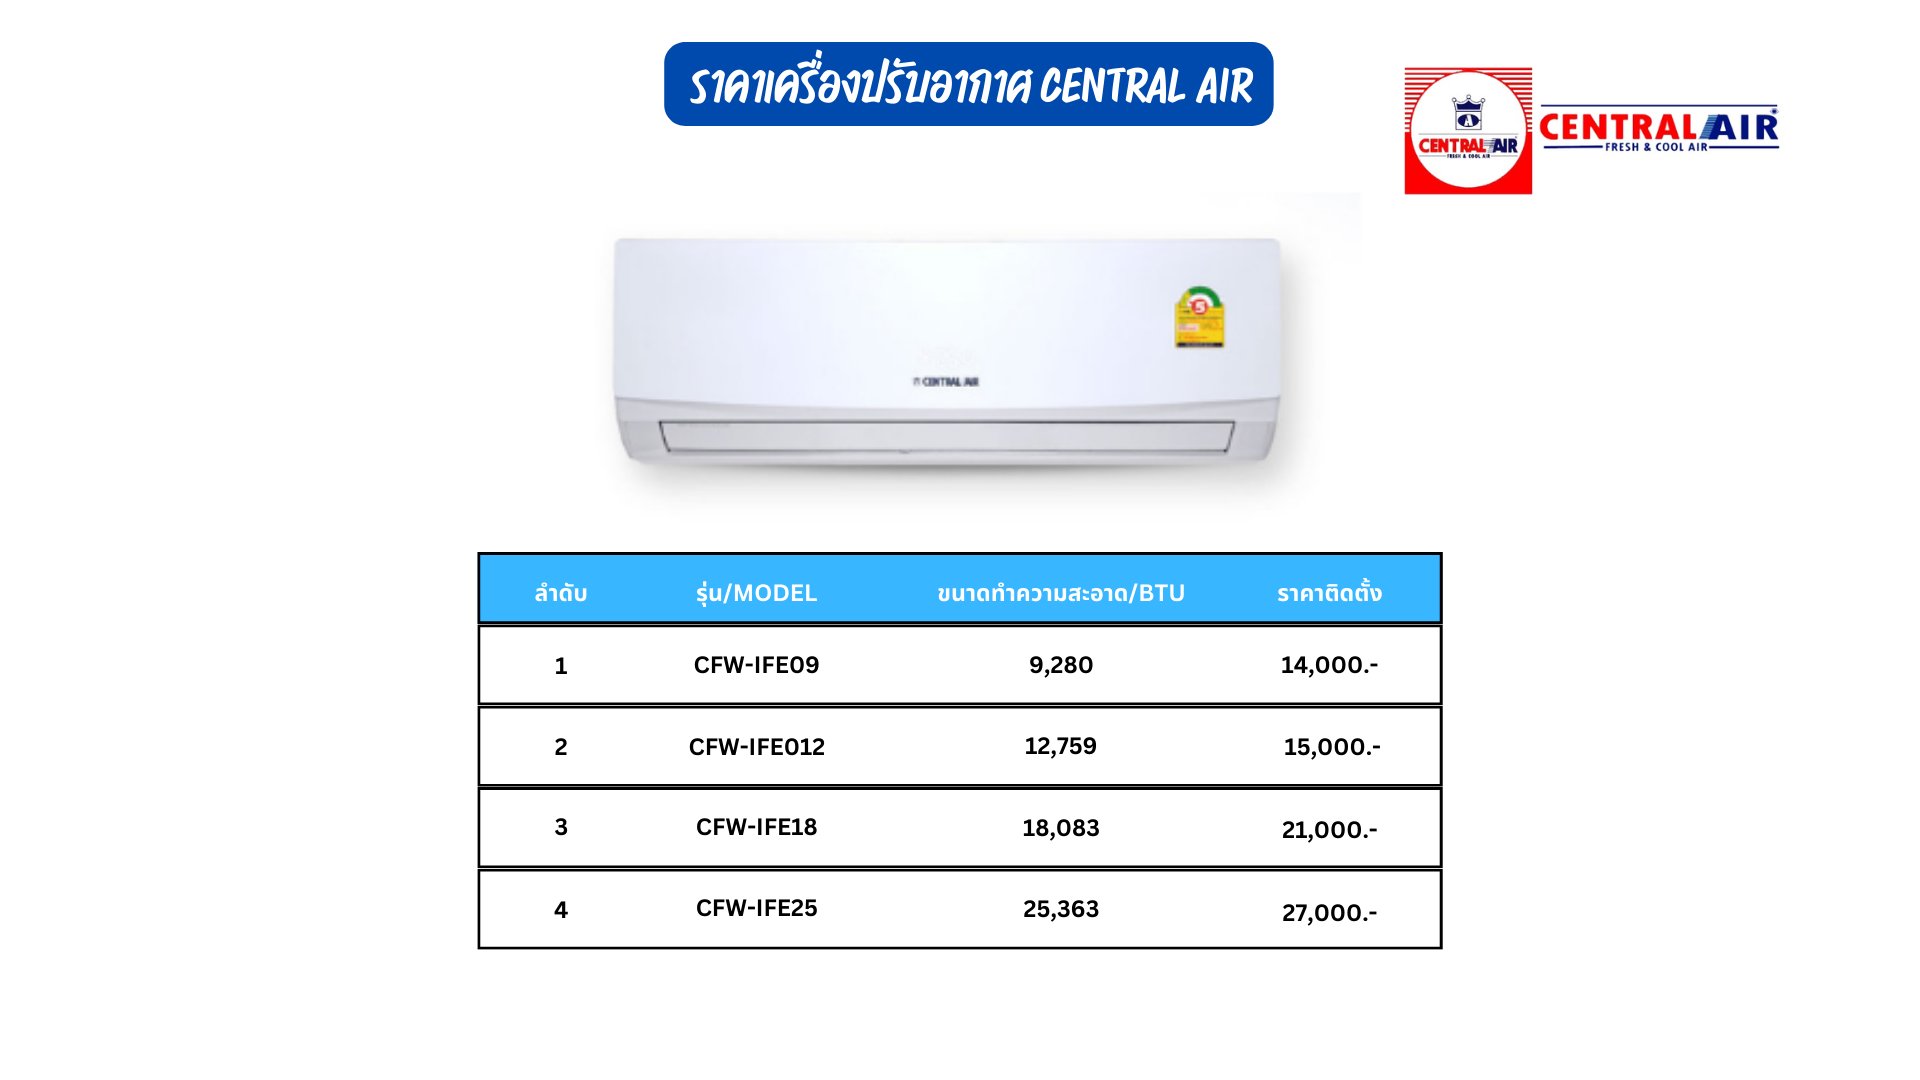 ราคาเครื่องปรับอากาศ CENTRAL AIR
CENTRAL AIR
FRESH & COOL AIR
CENTRAL AIR
FRESH & COOL AIR
5
CENTRAL AIR
ลำดับ รุ่น/MODEL ขนาดทำความสะอาด/BTU ราคาติดตั้ง
1 CFW-IFE09 9,280 14,000.-
2 CFW-IFE012 12,759 15,000.-
3 CFW-IFE18 18,083 21,000.-
4 CFW-IFE25 25,363 27,000.-